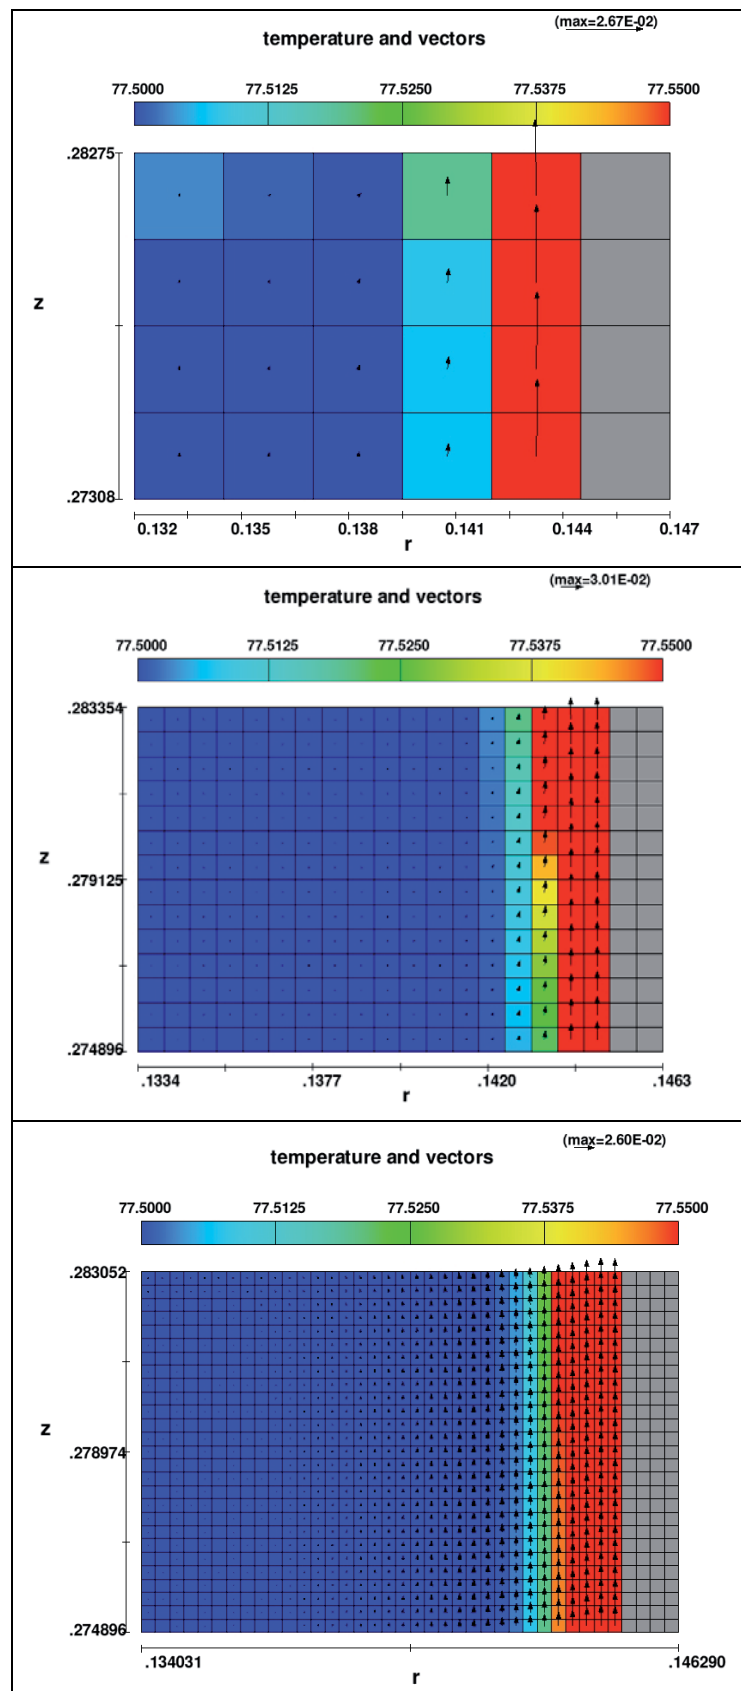 (max=2.67E-02)
temperature and vectors
77.5000 77.5125 77.5250 77.5375 77.5500
.28275
z
.27308
0.132 0.135 0.138 0.141 0.144 0.147
r
(max=3.01E-02)
temperature and vectors
77.5000 77.5125 77.5250 77.5375 77.5500
.283354
z
.279125
.274896
.1334 .1377 .1420 .1463
r
(max=2.60E-02)
temperature and vectors
77.5000 77.5125 77.5250 77.5375 77.5500
.283052
z
.278974
.274896
.134031 .146290
r